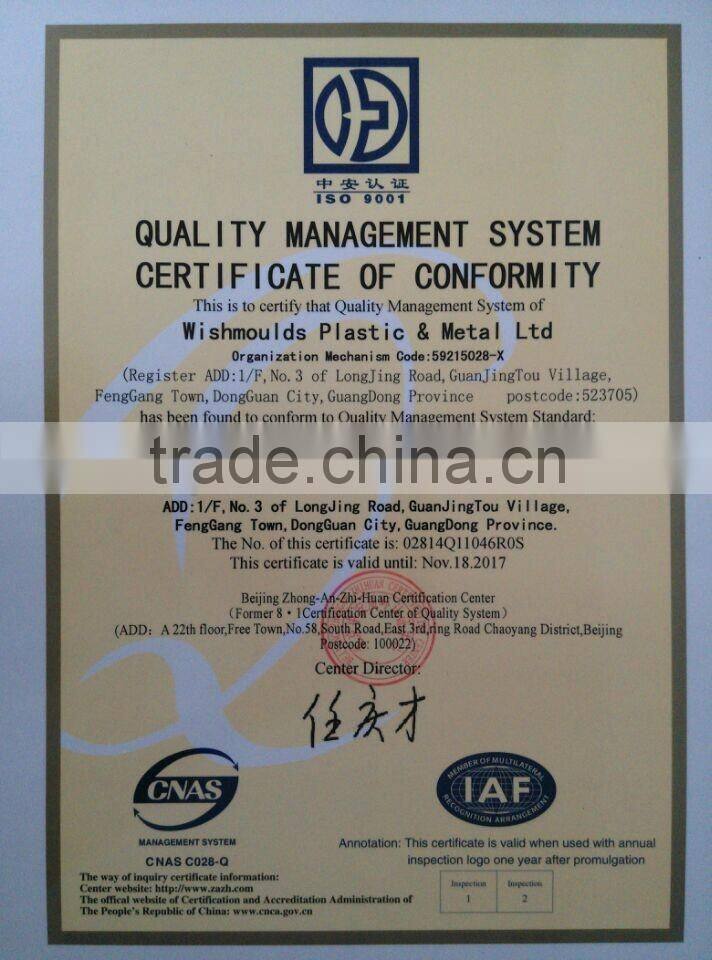 中安认证
ISO 9001
QUALITY MANAGEMENT SYSTEM
CERTIFICATE OF CONFORMITY
This is to certify that Quality Management System of
Wishmoulds Plastic & Metal Ltd
Organization Mechanism Code:59215028-X
(Register ADD:1/F,No.3 of LongJing Road,GuanJingTou Village,
FengGang Town,DongGuan City,GuangDong Province postcode:523705)
has been found to conform to Quality Management System Standard:
trade.china.cn
ADD:1/F,No.3 of LongJing Road,GuanJingTou Village,
FengGang Town,DongGuan City,GuangDong Province.
The No. of this certificate is: 02814Q11046R0S
This certificate is valid until: Nov.18.2017
Beijing Zhong-An-Zhi-Huan Certification Center
(Former 8·1Certification Center of Quality System)
(ADD: A 22th floor,Free Town,No.58,South Road,East 3rd,ring Road Chaoyang District,Beijing
Postcode: 100022)
Center Director:
任庆才
CNAS
MANAGEMENT SYSTEM
CNAS C028-Q
MEMBER OF MULTILATERAL
IAF
RECOGNITION ARRANGEMENT
Annotation: This certificate is valid when used with annual
inspection logo one year after promulgation
The way of inquiry certificate information:
Center website: http://www.zazh.com
The offical website of Certification and Accreditation Administration of
The People's Republic of China: www.cnca.gov.cn
Inspection Inspection
1 2